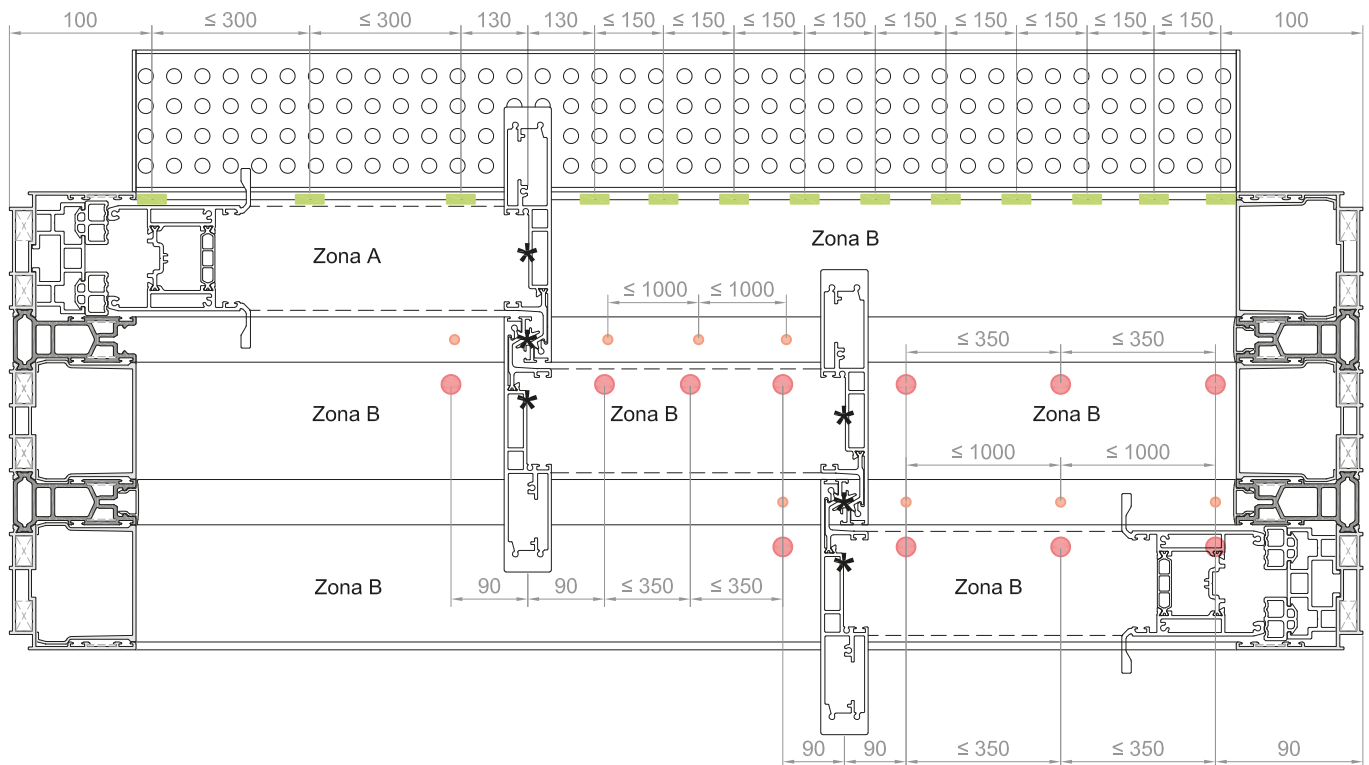 100 ≤ 300 ≤ 300 130 130 ≤ 150 ≤ 150 ≤ 150 ≤ 150 ≤ 150 ≤ 150 ≤ 150 ≤ 150 ≤ 150 100
Zona B
Zona A
≤ 1000 ≤ 1000
≤ 350 ≤ 350
Zona B Zona B Zona B
≤ 1000 ≤ 1000
Zona B Zona B
90 90 ≤ 350 ≤ 350
90 90 ≤ 350 ≤ 350 90